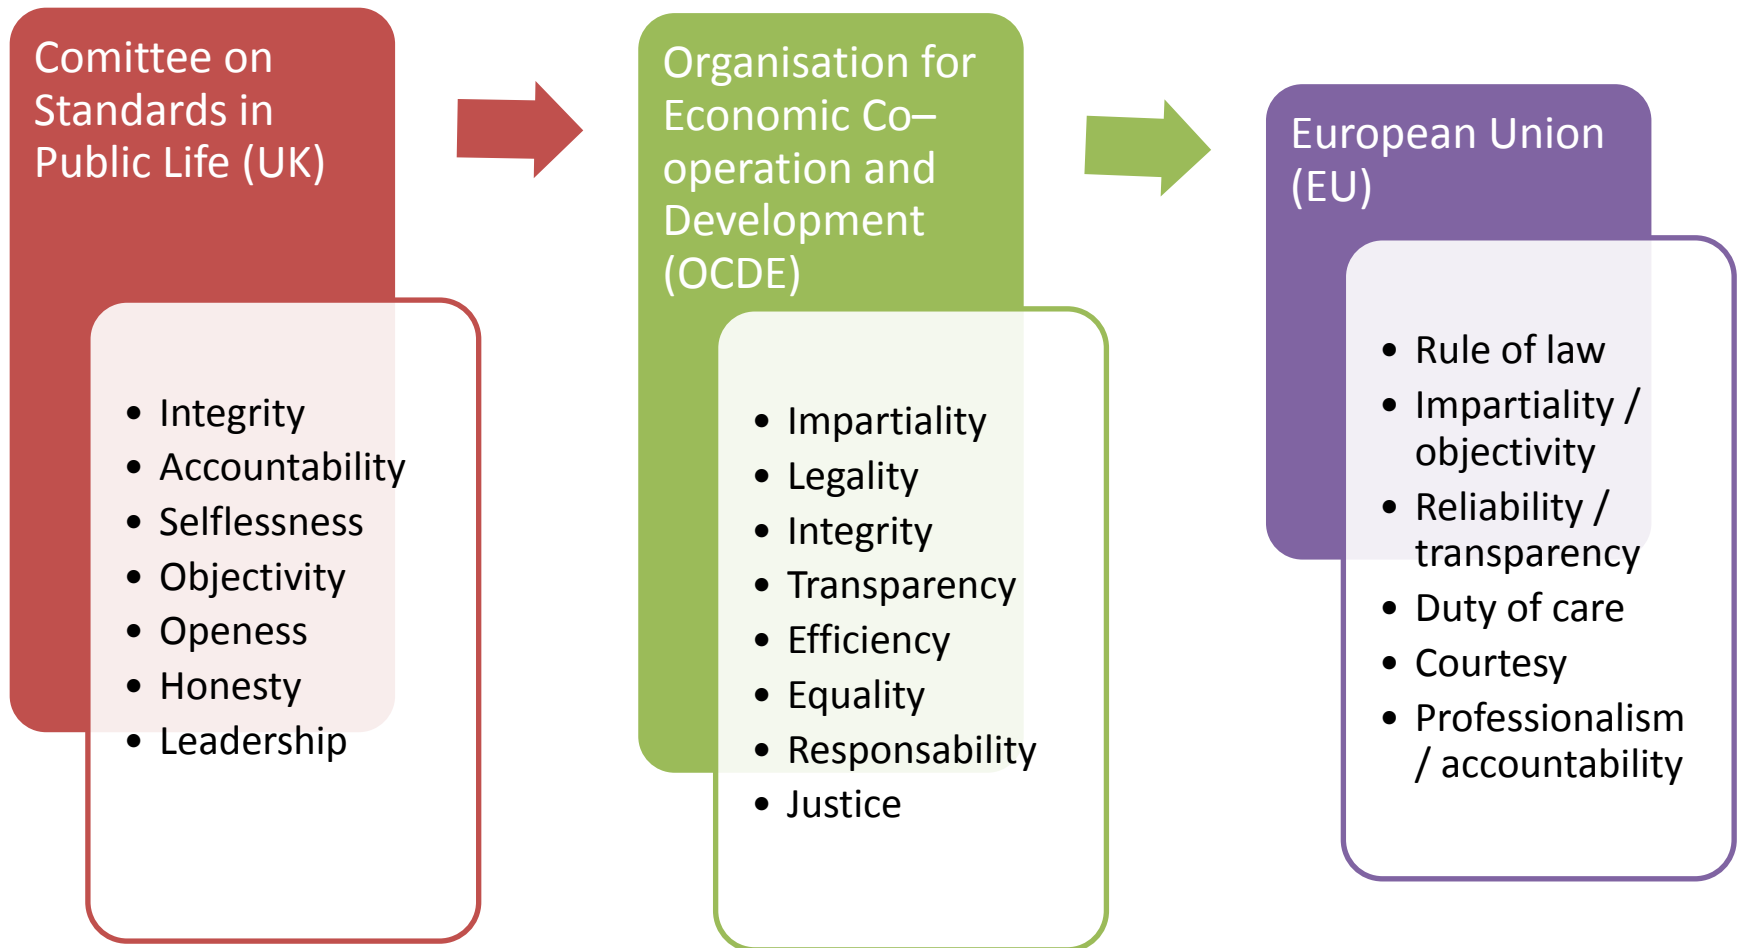 Comittee on
Standards in
Public Life (UK)
• Integrity
• Accountability
• Selflessness
• Objectivity
• Openess
• Honesty
• Leadership
Organisation for
Economic Co–
operation and
Development
(OCDE)
• Impartiality
• Legality
• Integrity
• Transparency
• Efficiency
• Equality
• Responsability
• Justice
European Union
(EU)
• Rule of law
• Impartiality /
objectivity
• Reliability /
transparency
• Duty of care
• Courtesy
• Professionalism
/ accountability